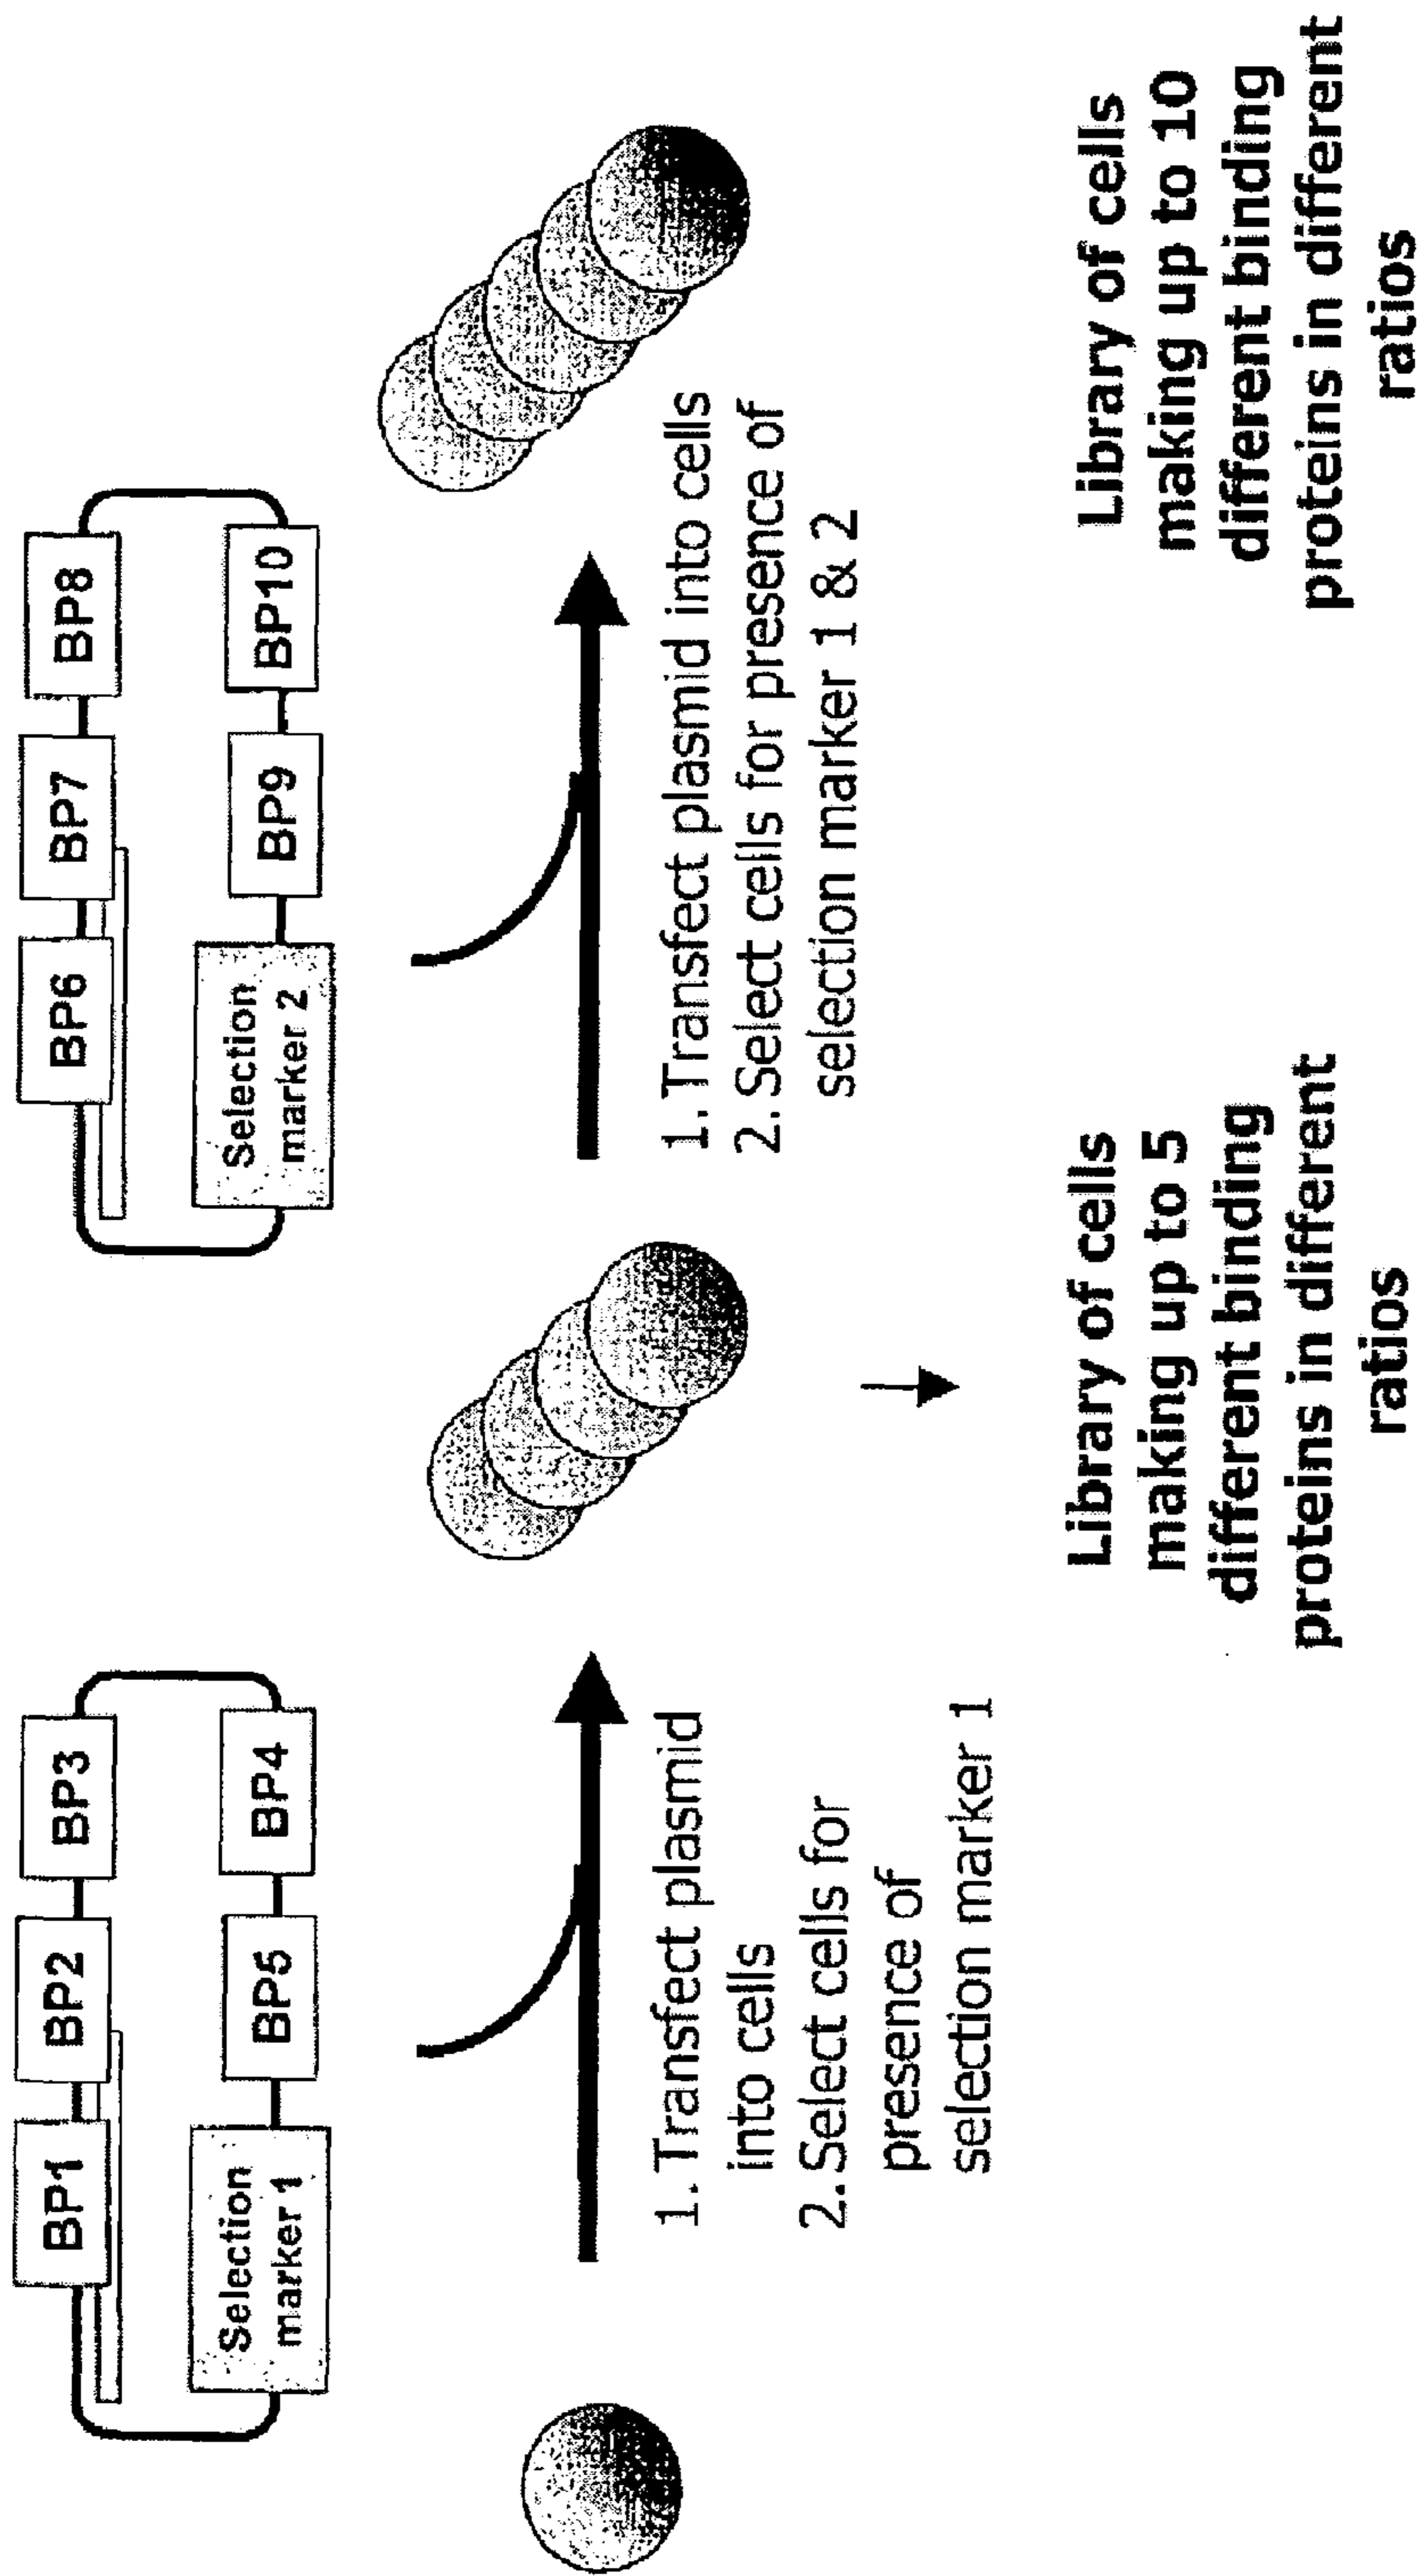 BP1
BP2
BP3
Selection
marker 1
BP5
BP4
1. Transfect plasmid
into cells
2. Select cells for
presence of
selection marker 1
Library of cells
making up to 5
different binding
proteins in different
ratios
BP6
BP7
BP8
Selection
marker 2
BP9
BP10
1. Transfect plasmid into cells
2. Select cells for presence of
selection marker 1 & 2
Library of cells
making up to 10
different binding
proteins in different
ratios